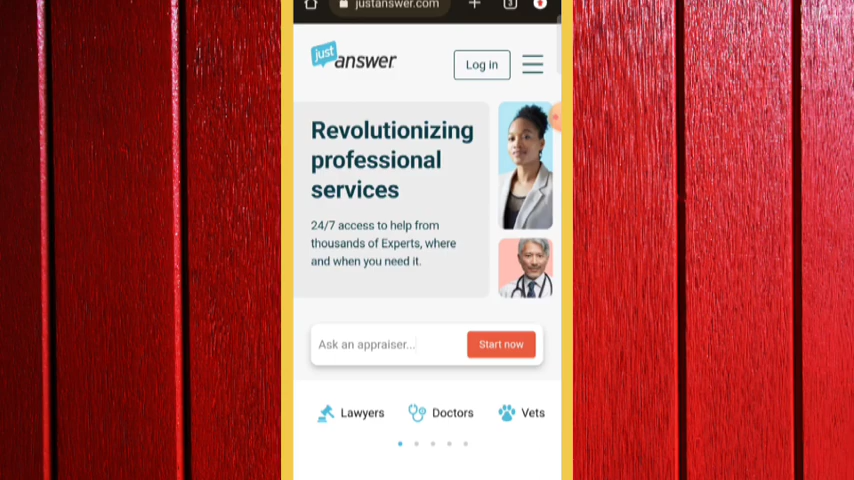 justanswer.com
3
just answer
Log in
Revolutionizing
professional
services
24/7 access to help from
thousands of Experts, where
and when you need it.
Ask an appraiser...
Start now
Lawyers
Doctors
Vets